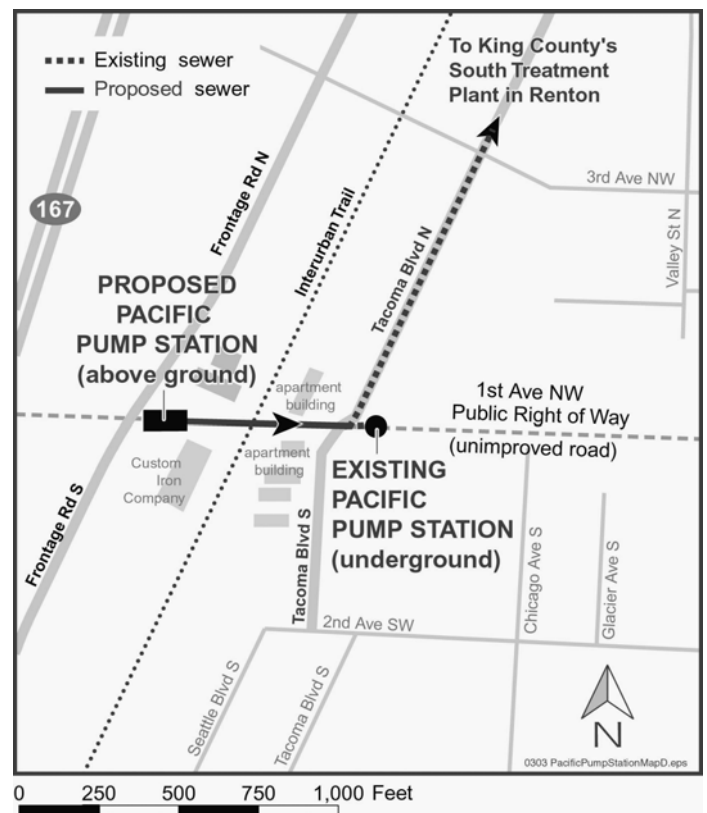 Existing sewer
Proposed sewer
To King County's
South Treatment
Plant in Renton
167
Frontage Rd N
Interurban Trail
3rd Ave NW
Valley St N
Tacoma Blvd N
PROPOSED
PACIFIC
PUMP STATION
(above ground)
apartment
building
1st Ave NW
Public Right of Way
(unimproved road)
Custom
Iron
Company
apartment
building
EXISTING
PACIFIC
PUMP STATION
(underground)
Frontage Rd S
Tacoma Blvd S
Chicago Ave S
Glacier Ave S
2nd Ave SW
Seattle Blvd S
Tacoma Blvd S
N
0303 PacificPumpStationMapD.eps
0 250 500 750 1,000 Feet